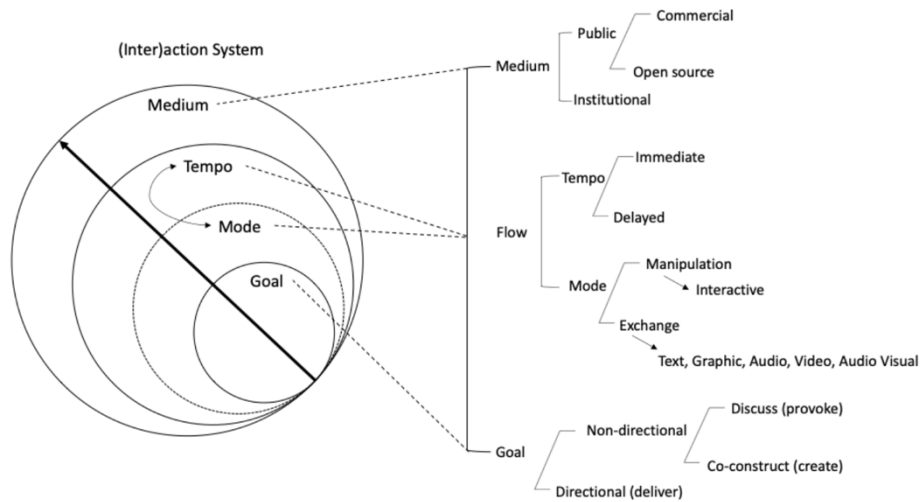 (Inter)action System
Medium
Tempo
Mode
Goal
Medium
Public
Commercial
Open source
Institutional
Flow
Tempo
Immediate
Delayed
Mode
Manipulation
Interactive
Exchange
Text, Graphic, Audio, Video, Audio Visual
Goal
Non-directional
Discuss (provoke)
Co-construct (create)
Directional (deliver)